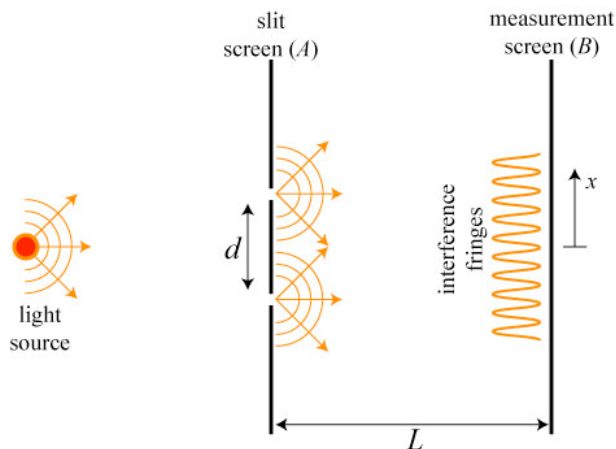 slit
screen (A)
measurement
screen (B)
x
interference
fringes
d
light
source
L